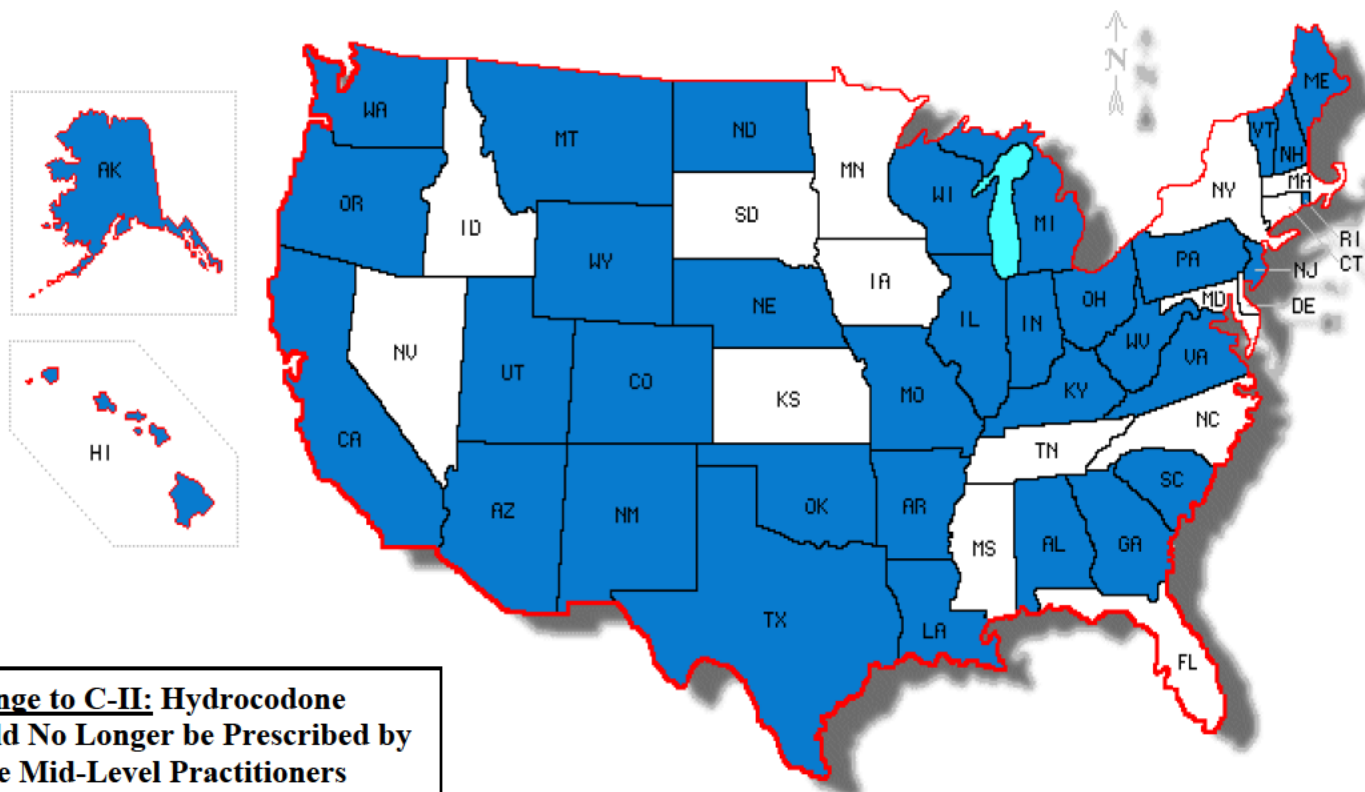 N
ME
WA
MT
ND
VT
NH
MN
AK
OR
WI
NY
MA
ID
SD
MI
RI
WY
CT
PA
IA
NJ
NE
OH
MD
DE
IL
IN
NV
UT
WV
CO
VA
KS
MO
KY
CA
NC
HI
TN
SC
OK
AR
AZ
NM
MS
AL
GA
TX
LA
FL
nge to C-II: Hydrocodone
ld No Longer be Prescribed by
e Mid-Level Practitioners